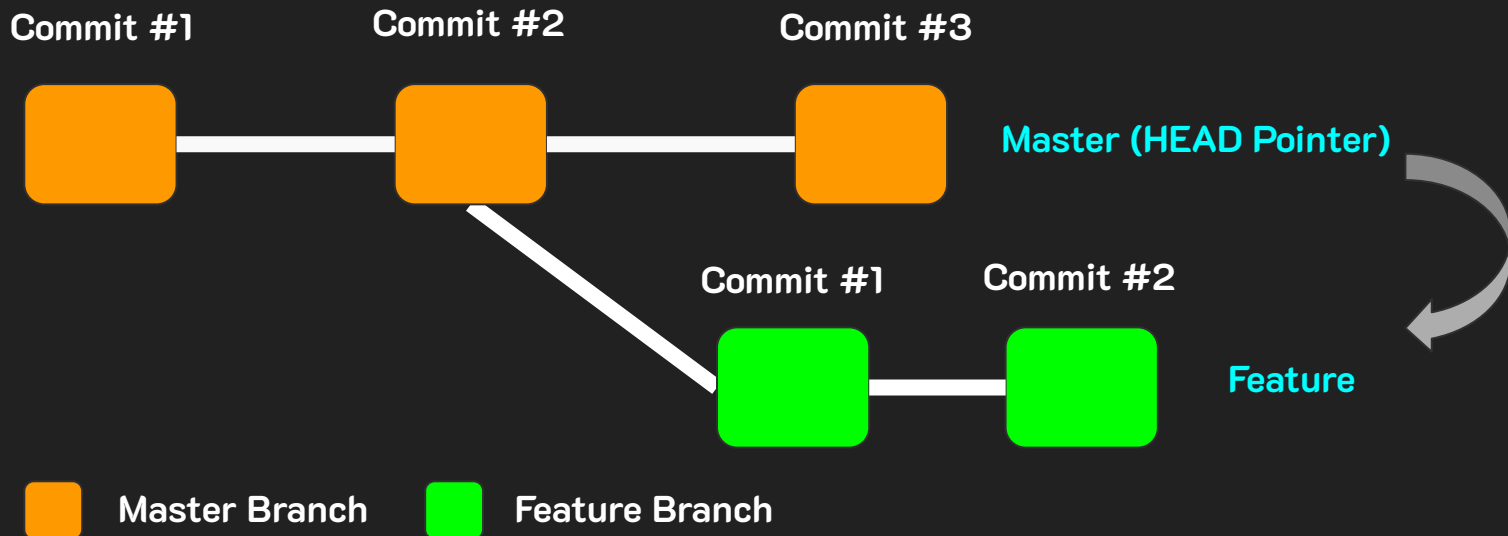 Commit #1
Commit #2
Commit #3
Master (HEAD Pointer)
Commit #1
Commit #2
Feature
Master Branch
Feature Branch